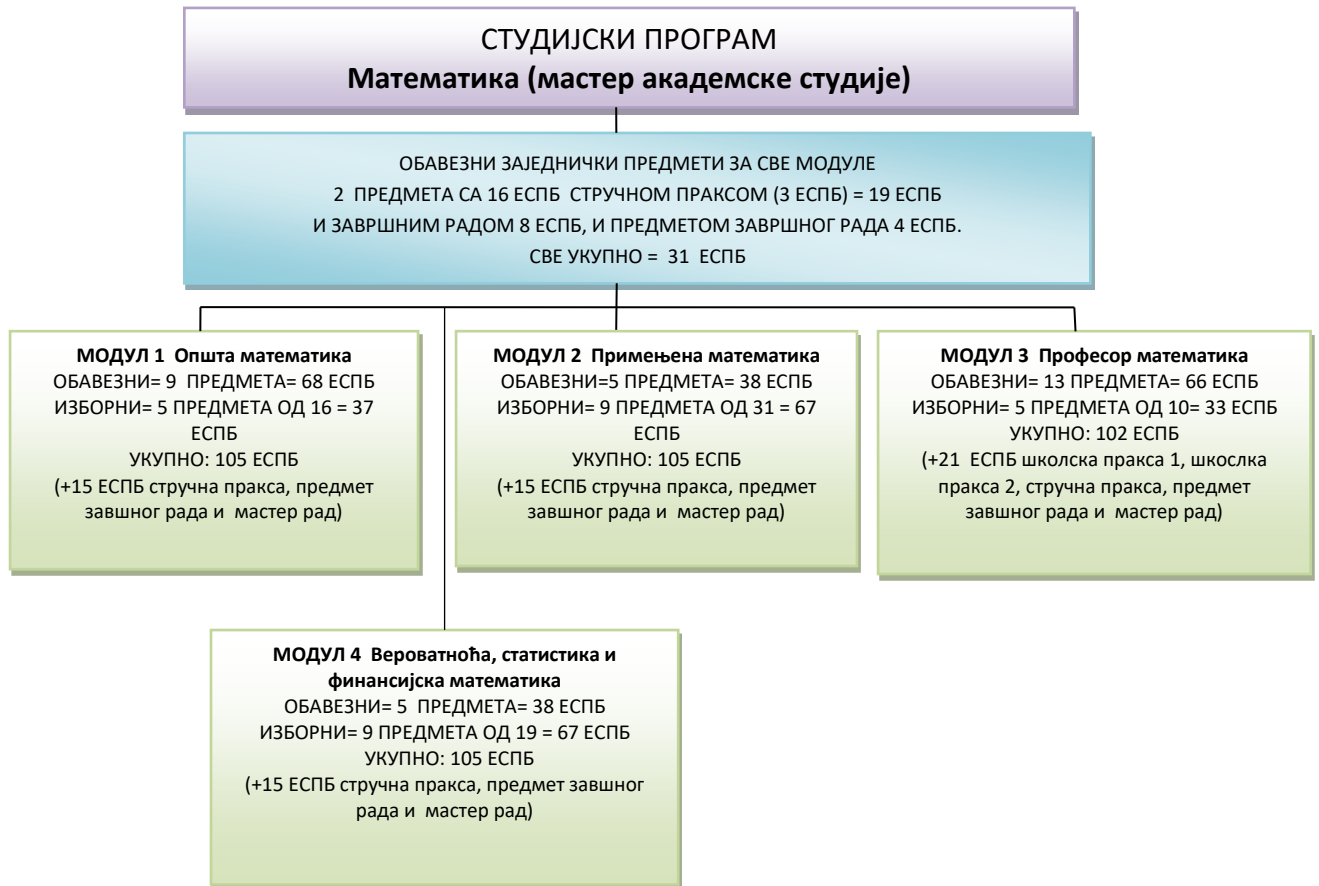 СТУДИЈСКИ ПРОГРАМ
Математика (мастер академске студије)
ОБАВЕЗНИ ЗАЈЕДНИЧКИ ПРЕДМЕТИ ЗА СВЕ МОДУЛЕ
2 ПРЕДМЕТА СА 16 ЕСПБ СТРУЧНОМ ПРАКСОМ (3 ЕСПБ) = 19 ЕСПБ
И ЗАВРШНИМ РАДОМ 8 ЕСПБ, И ПРЕДМЕТОМ ЗАВРШНОГ РАДА 4 ЕСПБ.
СВЕ УКУПНО = 31 ЕСПБ
МОДУЛ 1 Општа математика
ОБАВЕЗНИ= 9 ПРЕДМЕТА= 68 ЕСПБ
ИЗБОРНИ= 5 ПРЕДМЕТА ОД 16 = 37
ЕСПБ
УКУПНО: 105 ЕСПБ
(+15 ЕСПБ стручна пракса, предмет
завшног рада и мастер рад)
МОДУЛ 2 Примењена математика
ОБАВЕЗНИ=5 ПРЕДМЕТА= 38 ЕСПБ
ИЗБОРНИ= 9 ПРЕДМЕТА ОД 31 = 67
ЕСПБ
УКУПНО: 105 ЕСПБ
(+15 ЕСПБ стручна пракса, предмет
завшног рада и мастер рад)
МОДУЛ 3 Професор математике
ОБАВЕЗНИ= 13 ПРЕДМЕТА= 66 ЕСПБ
ИЗБОРНИ= 5 ПРЕДМЕТА ОД 10= 33 ЕСПБ
УКУПНО: 102 ЕСПБ
(+21 ЕСПБ школска пракса 1, шкослка
пракса 2, стручна пракса, предмет
завшног рада и мастер рад)
МОДУЛ 4 Вероватноћа, статистика и
финансијска математика
ОБАВЕЗНИ= 5 ПРЕДМЕТА= 38 ЕСПБ
ИЗБОРНИ= 9 ПРЕДМЕТА ОД 19 = 67 ЕСПБ
УКУПНО: 105 ЕСПБ
(+15 ЕСПБ стручна пракса, предмет завшног
рада и мастер рад)